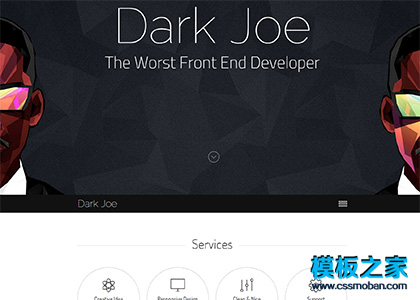 Dark Joe
The Worst Front End Developer
Dark Joe
Services
Creative Idea
Responsive Design
Clean & Nice
Support
模板之家
www.cssmoban.com